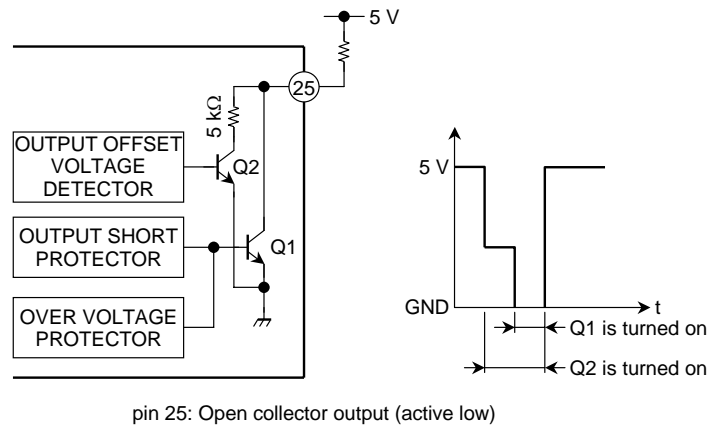 5 V
25
5 kΩ
OUTPUT OFFSET
VOLTAGE
DETECTOR
Q2
OUTPUT SHORT
PROTECTOR
Q1
OVER VOLTAGE
PROTECTOR
5 V
GND
t
Q1 is turned on
Q2 is turned on
pin 25: Open collector output (active low)